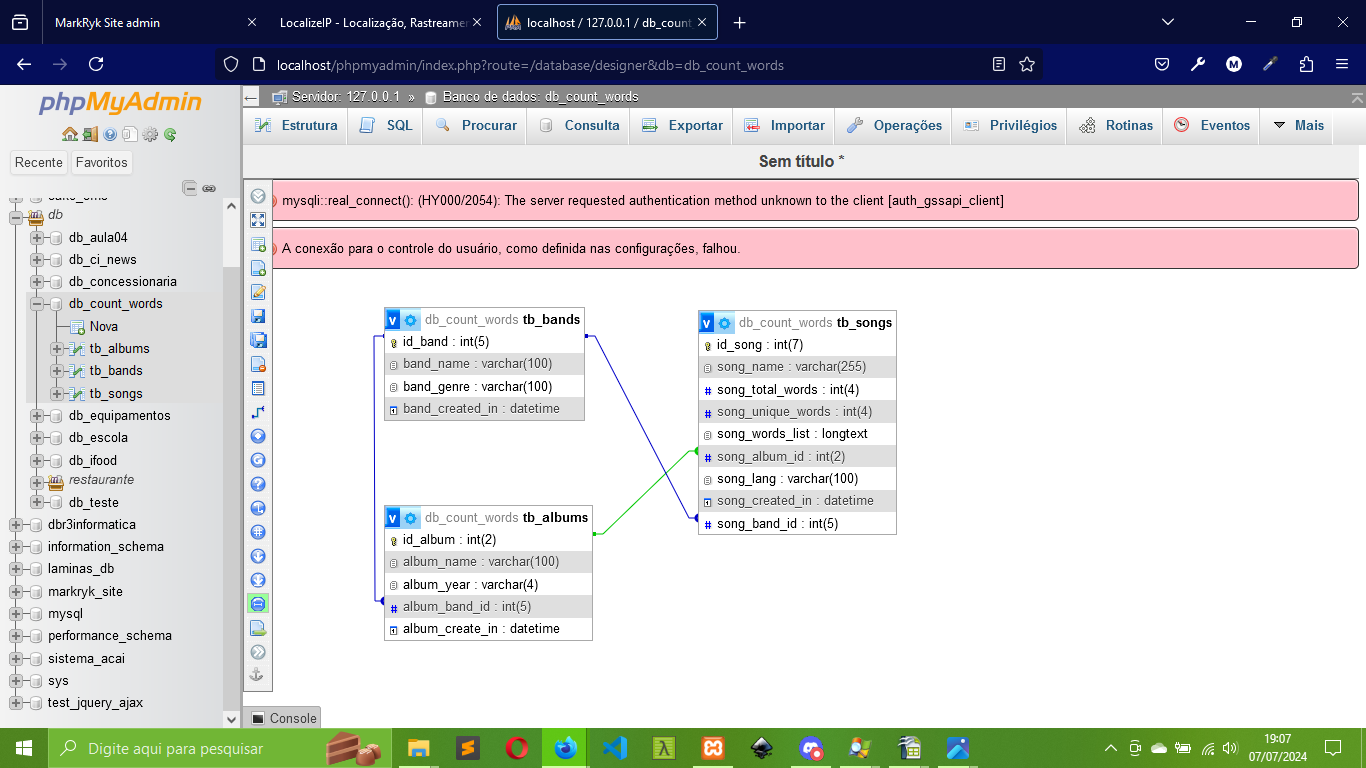 MarkRyk Site admin
LocalizeIP - Localização, Rastreamen
localhost / 127.0.0.1 / db_count
localhost/phpmyadmin/index.php?route=/database/designer&db=db_count_words
phpMyAdmin
Recente
Favoritos
db
db_aula04
db_ci_news
db_concessionaria
db_count_words
Nova
tb_albums
tb_bands
tb_songs
db_equipamentos
db_escola
db_ifood
restaurante
db_teste
dbr3informatica
information_schema
laminas_db
markryk_site
mysql
performance_schema
sistema_acai
sys
test_jquery_ajax
Servidor: 127.0.0.1 » Banco de dados: db_count_words
Estrutura
SQL
Procurar
Consulta
Exportar
Importar
Operações
Privilégios
Rotinas
Eventos
Mais
Sem título *
mysqli::real_connect(): (HY000/2054): The server requested authentication method unknown to the client [auth_gssapi_client]
A conexão para o controle do usuário, como definida nas configurações, falhou.
v db_count_words tb_bands
id_band : int(5)
band_name : varchar(100)
band_genre : varchar(100)
band_created_in : datetime
v db_count_words tb_songs
id_song : int(7)
song_name : varchar(255)
# song_total_words : int(4)
# song_unique_words : int(4)
song_words_list : longtext
# song_album_id : int(2)
song_lang : varchar(100)
song_created_in : datetime
# song_band_id : int(5)
v db_count_words tb_albums
id_album : int(2)
album_name : varchar(100)
album_year : varchar(4)
# album_band_id : int(5)
album_create_in : datetime
Console
Digite aqui para pesquisar
19:07
07/07/2024